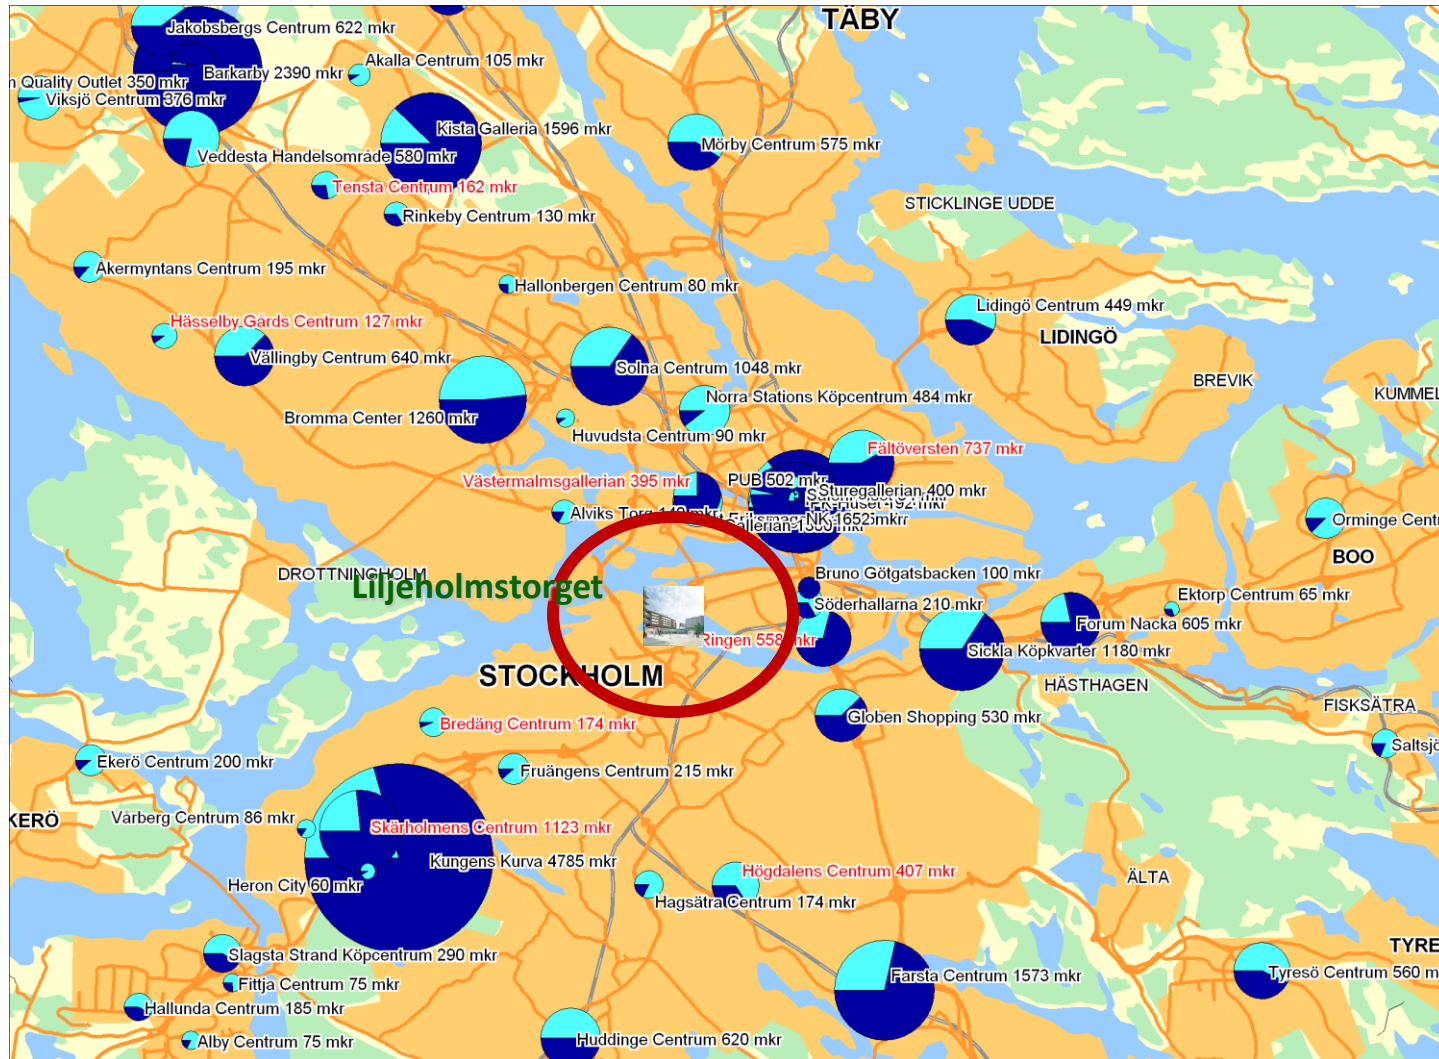 TÄBY
Jakobsbergs Centrum 622 mkr
Akalla Centrum 105 mkr
Barkarby 2390 mkr
Quality Outlet 350 mkr
Viksjö Centrum 376 mkr
Kista Galleria 1596 mkr
Mörby Centrum 575 mkr
Veddesta Handelsområde 580 mkr
Tensta Centrum 162 mkr
STICKLINGE UDDE
Rinkeby Centrum 130 mkr
Åkermyntans Centrum 195 mkr
Hallonbergen Centrum 80 mkr
Lidingö Centrum 449 mkr
Hässelby Gårds Centrum 127 mkr
LIDINGÖ
Vällingby Centrum 640 mkr
Solna Centrum 1048 mkr
BREVIK
KUMMEL
Norra Stations Köpcentrum 484 mkr
Bromma Center 1260 mkr
Huvudsta Centrum 90 mkr
Fältöversten 737 mkr
Västermalmsgallerian 395 mkr
PUB 502 mkr
Sturegallerian 400 mkr
Alviks Torg 140 mkr
NK 1652
Orminge Cent
BOO
DROTTNINGHOLM
Liljeholmstorget
Bruno Götgatsbacken 100 mkr
Ektorp Centrum 65 mkr
Söderhallarna 210 mkr
Forum Nacka 605 mkr
Ringen 558 mkr
Sickla Köpkvarter 1180 mkr
STOCKHOLM
HÄSTHAGEN
FISKSÄTRA
Bredäng Centrum 174 mkr
Globen Shopping 530 mkr
Saltsjö
Ekerö Centrum 200 mkr
Fruängens Centrum 215 mkr
KERÖ
Vårberg Centrum 86 mkr
Skärholmens Centrum 1123 mkr
Kungens Kurva 4785 mkr
Heron City 60 mkr
Högdalens Centrum 407 mkr
ÄLTA
Hagsätra Centrum 174 mkr
TYRE
Slagsta Strand Köpcentrum 290 mkr
Farsta Centrum 1573 mkr
Tyresö Centrum 560 m
Fittja Centrum 75 mkr
Hallunda Centrum 185 mkr
Alby Centrum 75 mkr
Huddinge Centrum 620 mkr